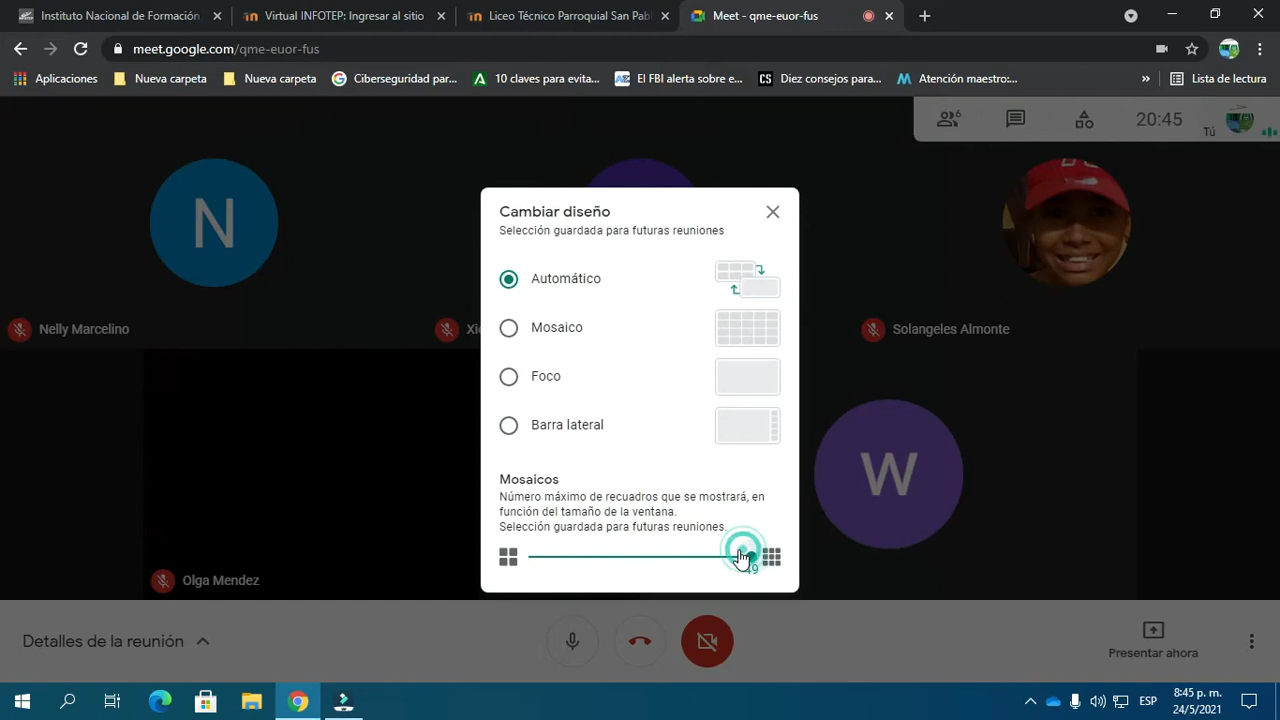 Instituto Nacional de Formación
Virtual INFOTEP: Ingresar al sitio
Liceo Técnico Parroquial San Pabl
Meet - qme-euor-fus
meet.google.com/qme-euor-fus
Aplicaciones
Nueva carpeta
Nueva carpeta
Ciberseguridad par...
10 claves para evita...
El FBI alerta sobre e...
CS
Diez consejos para...
Atención maestro:...
»
Lista de lectura
6
20:45
Tú
N
Nelly Marcelino
Solangeles Almonte
Cambiar diseño
Selección guardada para futuras reuniones
Automático
Mosaico
Foco
Barra lateral
Mosaicos
Número máximo de recuadros que se mostrará, en
función del tamaño de la ventana.
Selección guardada para futuras reuniones.
49
W
Olga Mendez
Detalles de la reunión
Presentar ahora
ESP
8:45 p. m.
24/5/2021